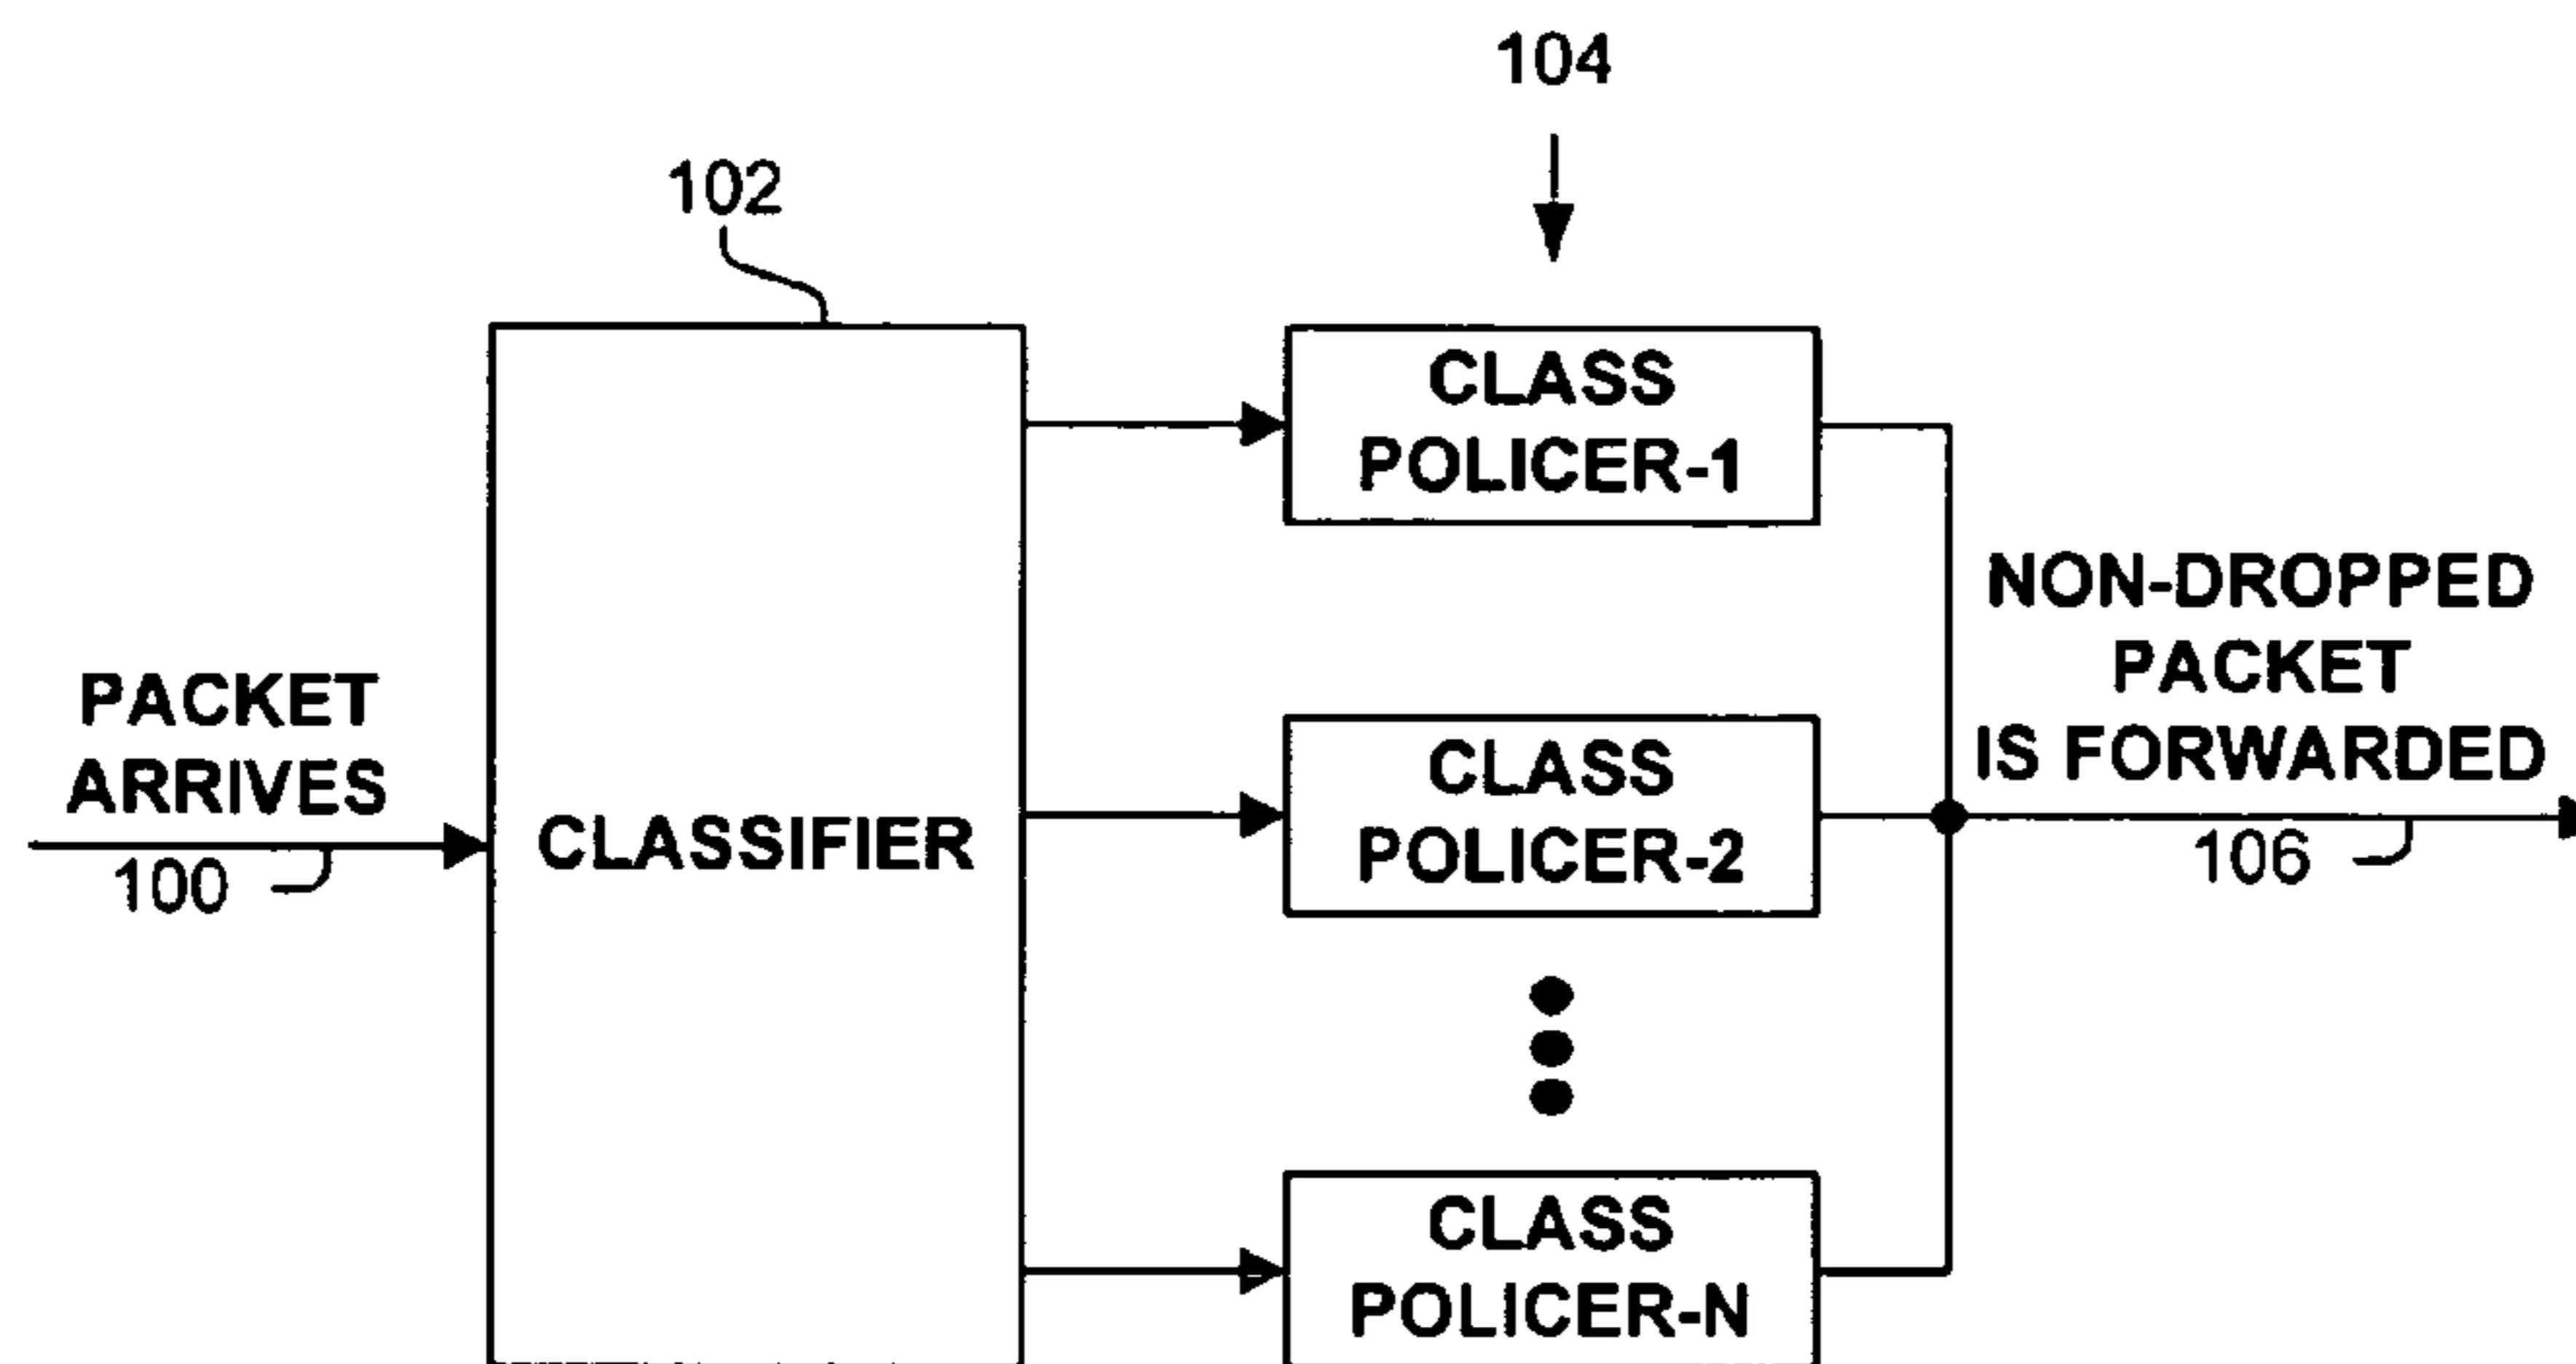 104
102
CLASS
POLICER-1
NON-DROPPED
PACKET
IS FORWARDED
106
PACKET
ARRIVES
100
CLASSIFIER
CLASS
POLICER-2
CLASS
POLICER-N